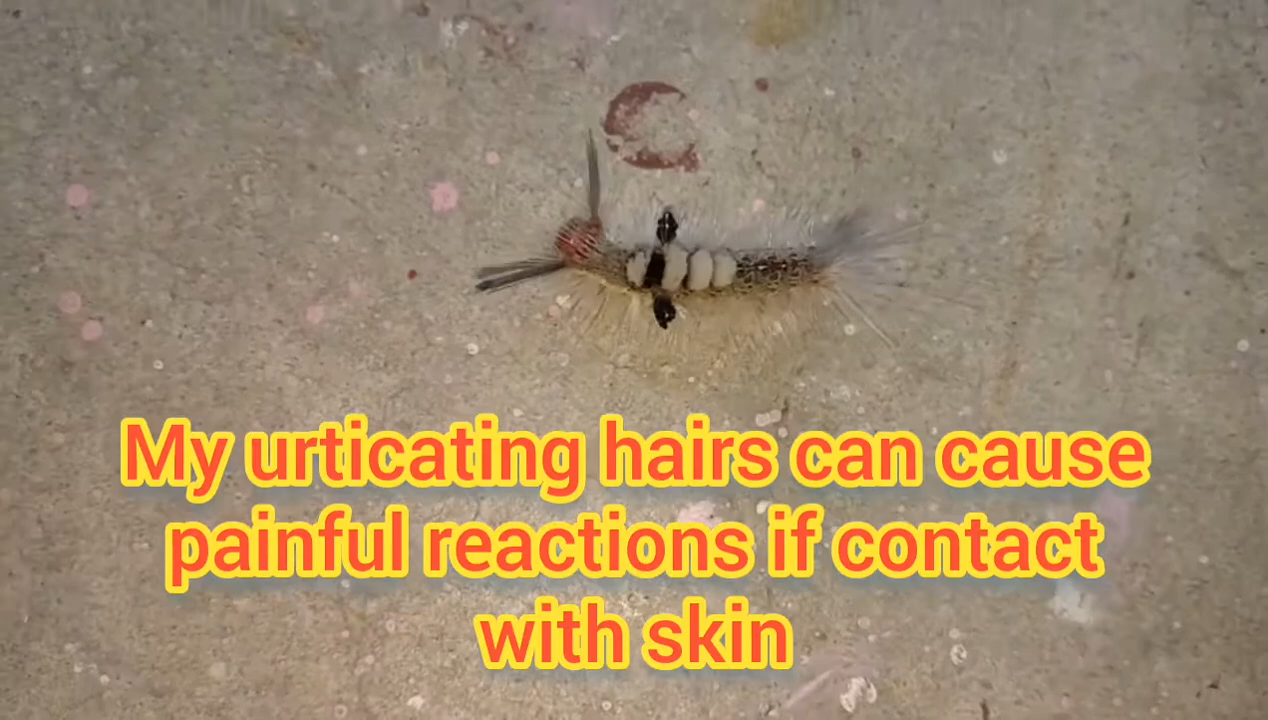 My urticating hairs can cause
painful reactions if contact
with skin